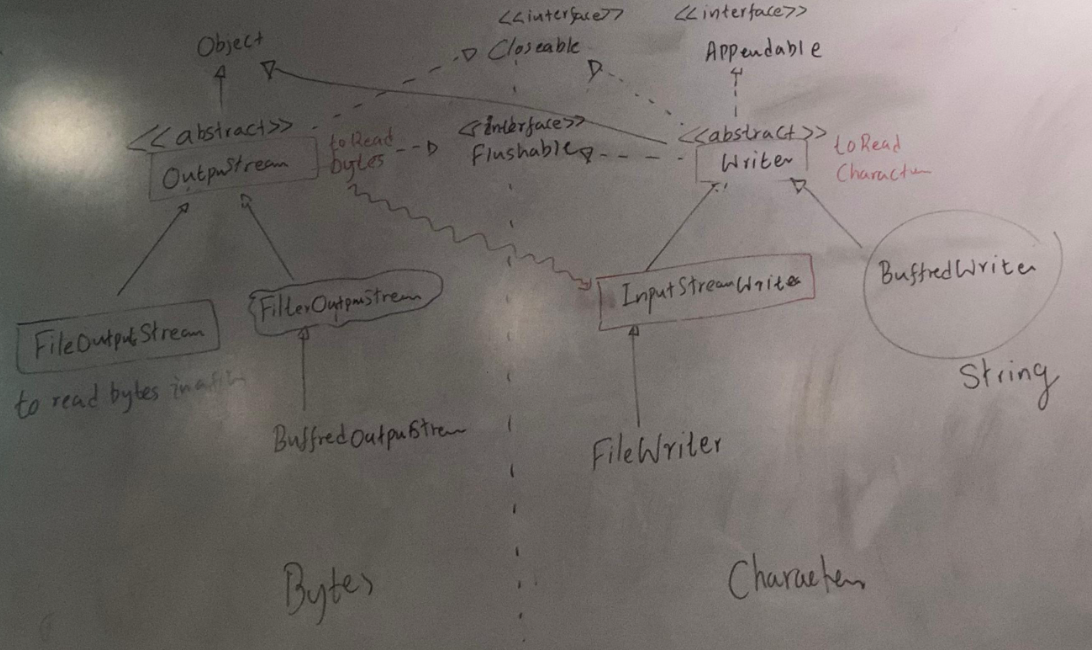 <<interface>>
<<interface>>
Object
Closeable
Appendable
<<abstract>>
<<interface>>
<<abstract>>
OutputStream
to Read
bytes
Flushable
Writer
to Read
Character
FileOutputStream
FilterOutputStream
InputStreamWriter
BuffredWriter
to read bytes in a
String
BuffredOutputStream
FileWriter
Bytes
Characters